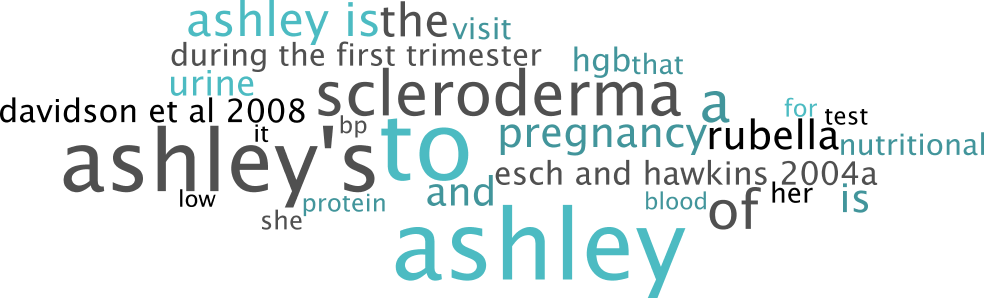 ashley is the visit
during the first trimester hgb that
urine scleroderma a for
davidson et al 2008 bp test
it ashley's to pregnancy rubella nutritional
low and esch and hawkins 2004a is
she protein blood of her
ashley